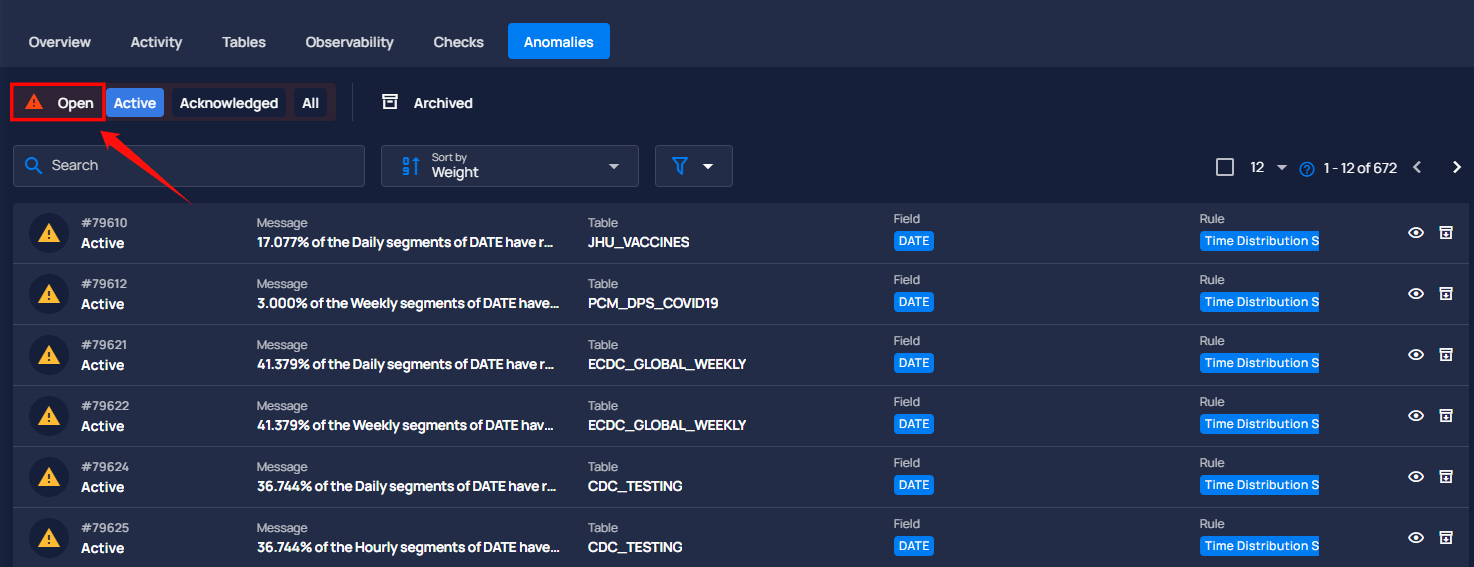 Overview Activity Tables Observability Checks Anomalies
Open Active Acknowledged All Archived
Search
Sort by
Weight
12 1 - 12 of 672
#79610 Message Table Field Rule
Active 17.077% of the Daily segments of DATE have r... JHU_VACCINES DATE Time Distribution S
#79612 Message Table Field Rule
Active 3.000% of the Weekly segments of DATE have... PCM_DPS_COVID19 DATE Time Distribution S
#79621 Message Table Field Rule
Active 41.379% of the Daily segments of DATE have r... ECDC_GLOBAL_WEEKLY DATE Time Distribution S
#79622 Message Table Field Rule
Active 41.379% of the Weekly segments of DATE hav... ECDC_GLOBAL_WEEKLY DATE Time Distribution S
#79624 Message Table Field Rule
Active 36.744% of the Daily segments of DATE have r... CDC_TESTING DATE Time Distribution S
#79625 Message Table Field Rule
Active 36.744% of the Hourly segments of DATE have... CDC_TESTING DATE Time Distribution S